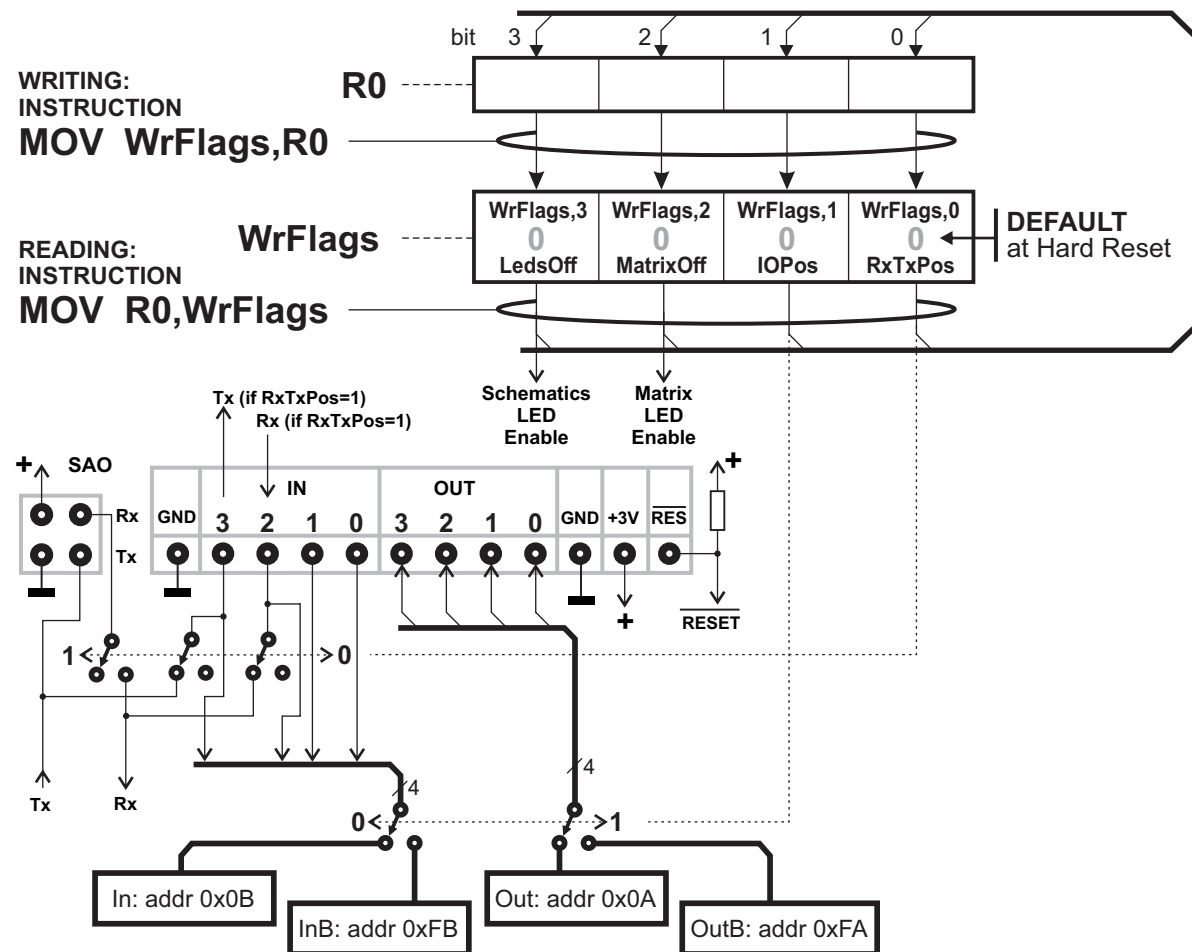 bit 3 2 1 0
WRITING:
INSTRUCTION
MOV WrFlags,R0
R0
WrFlags,3 WrFlags,2 WrFlags,1 WrFlags,0
0 0 0 0
LedsOff MatrixOff IOPos RxTxPos
WrFlags
DEFAULT
at Hard Reset
READING:
INSTRUCTION
MOV R0,WrFlags
Schematics
LED
Enable
Matrix
LED
Enable
Tx (if RxTxPos=1)
Rx (if RxTxPos=1)
+ SAO
Rx
Tx
IN OUT
GND 3 2 1 0 3 2 1 0 GND +3V RES
+
+
RESET
1 0
Tx Rx
4
4
0 1
In: addr 0x0B
InB: addr 0xFB
Out: addr 0x0A
OutB: addr 0xFA